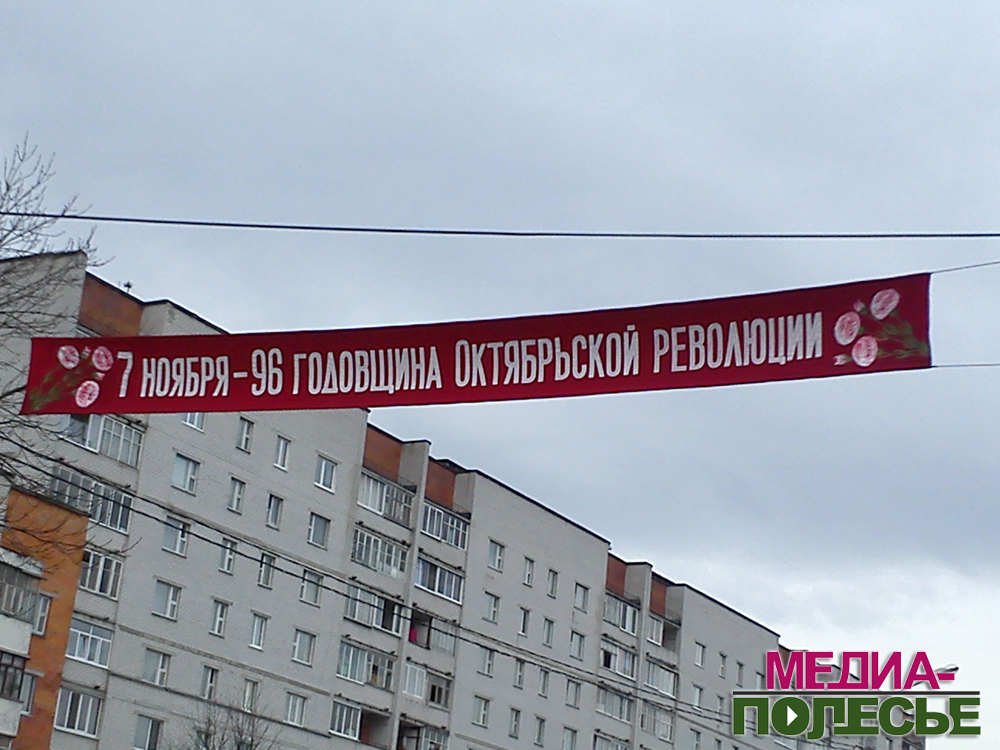 7 НОЯБРЯ - 96 ГОДОВЩИНА ОКТЯБРЬСКОЙ РЕВОЛЮЦИИ
МЕДИА-
ПОЛЕСЬЕ